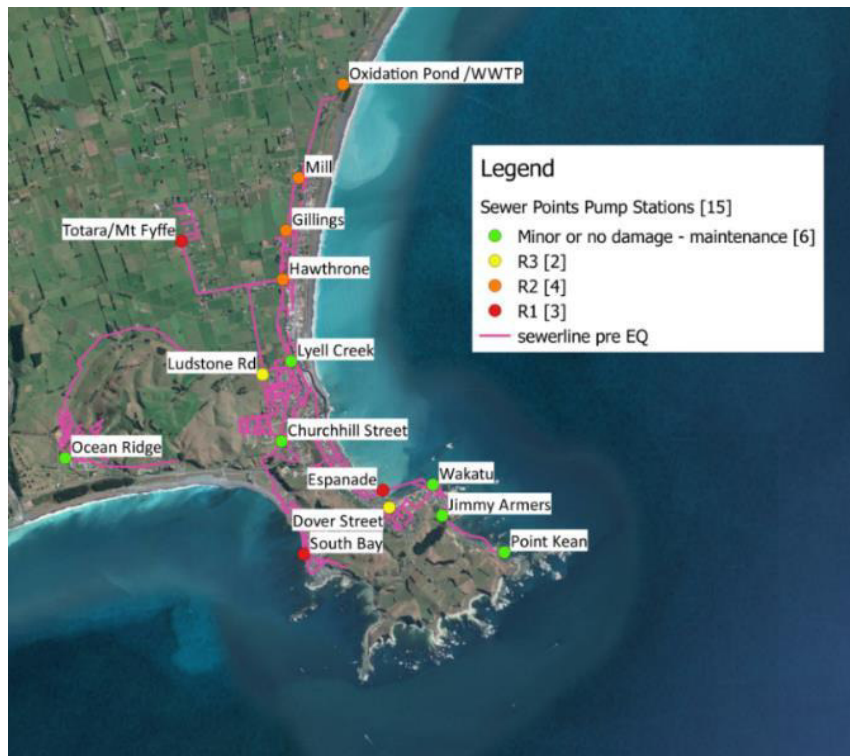 Oxidation Pond /WWTP
Mill
Gillings
Totara/Mt Fyffe
Hawthrone
Lyell Creek
Ludstone Rd
Churchhill Street
Ocean Ridge
Espanade
Wakatu
Jimmy Armers
Dover Street
South Bay
Point Kean
Legend
Sewer Points Pump Stations [15]
Minor or no damage - maintenance [6]
R3 [2]
R2 [4]
R1 [3]
sewerline pre EQ